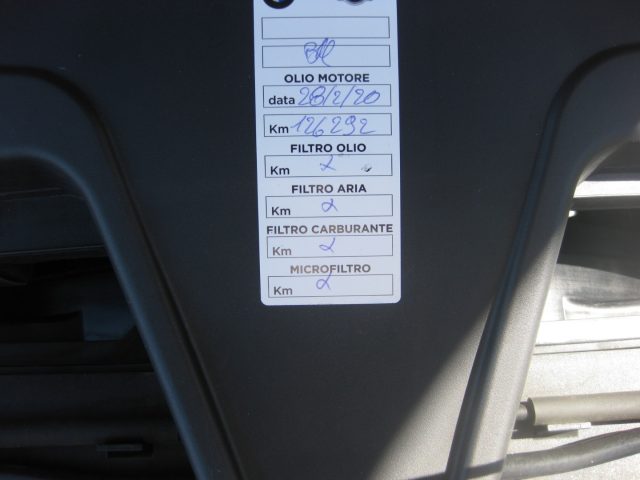 OLIO MOTORE
data 28/2/20
Km 126292
FILTRO OLIO
Km 2
FILTRO ARIA
Km 2
FILTRO CARBURANTE
Km 2
MICROFILTRO
Km 2